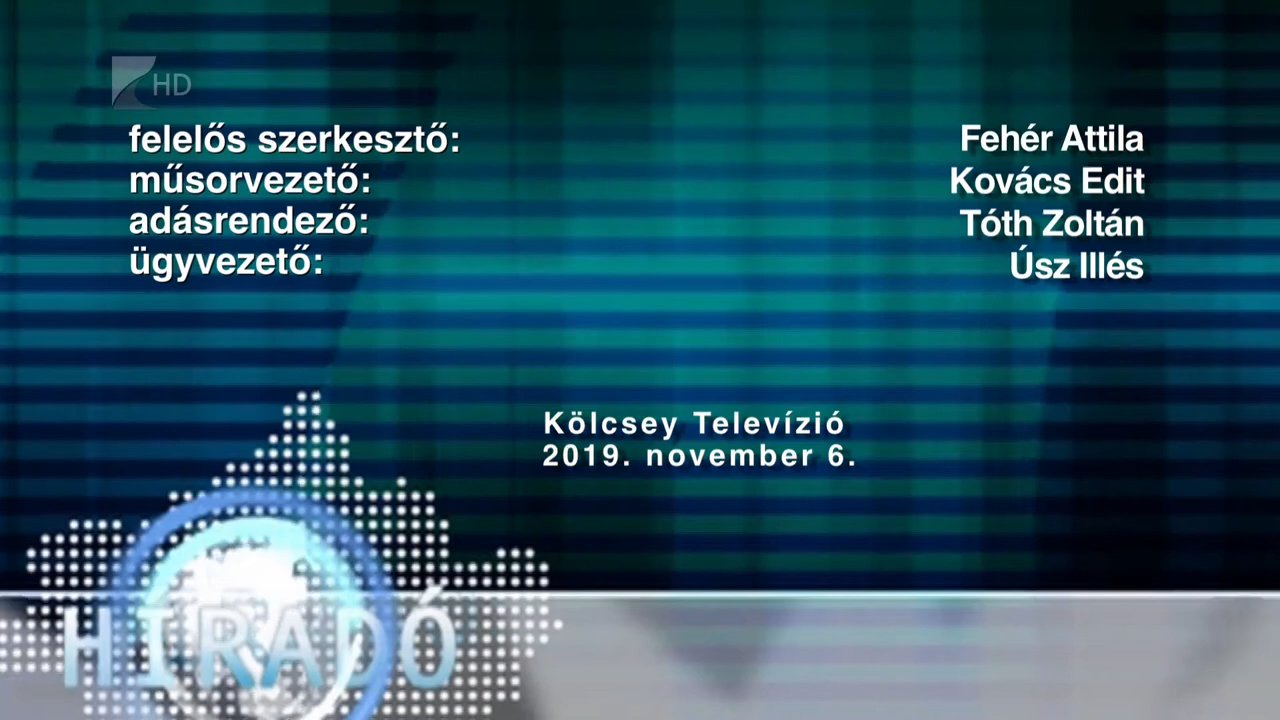 HD
felelős szerkesztő: Fehér Attila
műsorvezető: Kovács Edit
adásrendező: Tóth Zoltán
ügyvezető: Úsz Illés
Kölcsey Televízió
2019. november 6.
HÍRADÓ